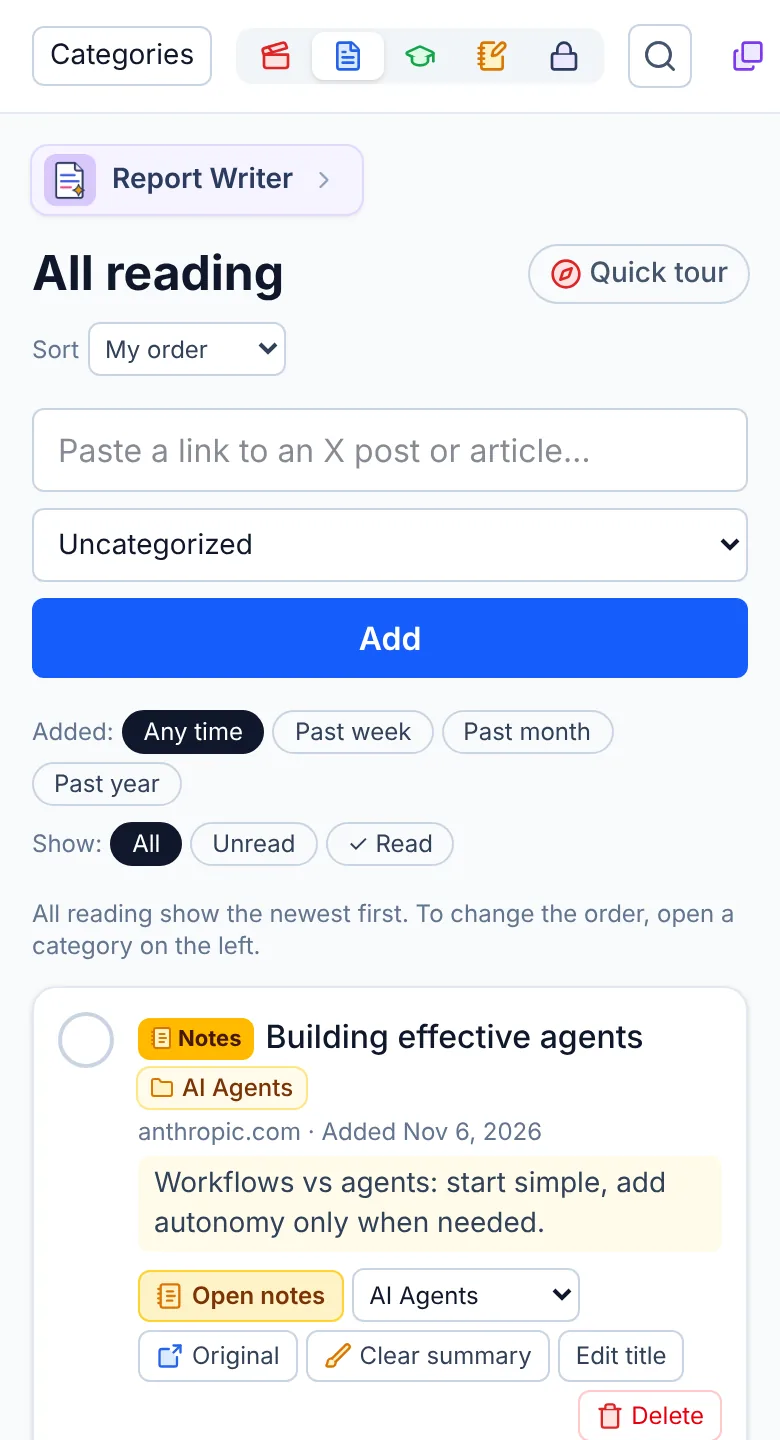 Categories
Report Writer
All reading
Quick tour
Sort My order
Paste a link to an X post or article...
Uncategorized
Add
Added: Any time Past week Past month
Past year
Show: All Unread ✓ Read
All reading show the newest first. To change the order, open a
category on the left.
Notes Building effective agents
AI Agents
anthropic.com · Added Nov 6, 2026
Workflows vs agents: start simple, add
autonomy only when needed.
Open notes AI Agents
Original Clear summary Edit title
Delete